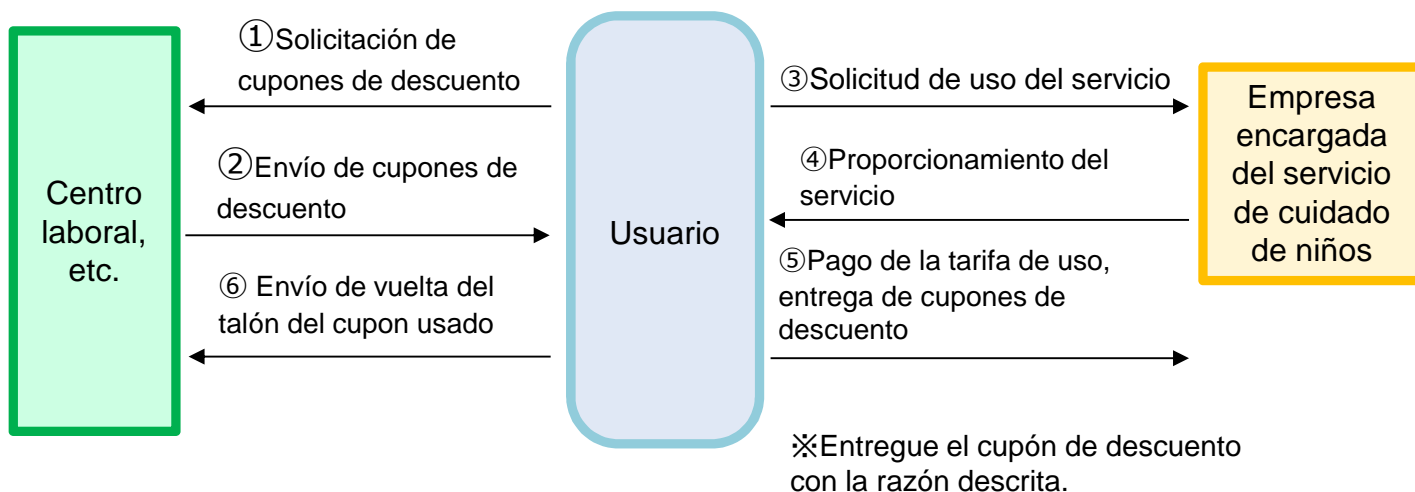 ①Solicitación de
cupones de descuento
②Envío de cupones de
descuento
⑥ Envío de vuelta del
talón del cupon usado
Centro
laboral,
etc.
Usuario
③Solicitud de uso del servicio
④Proporcionamiento del
servicio
⑤Pago de la tarifa de uso,
entrega de cupones de
descuento
Empresa
encargada
del servicio
de cuidado
de niños
※Entregue el cupón de descuento
con la razón descrita.